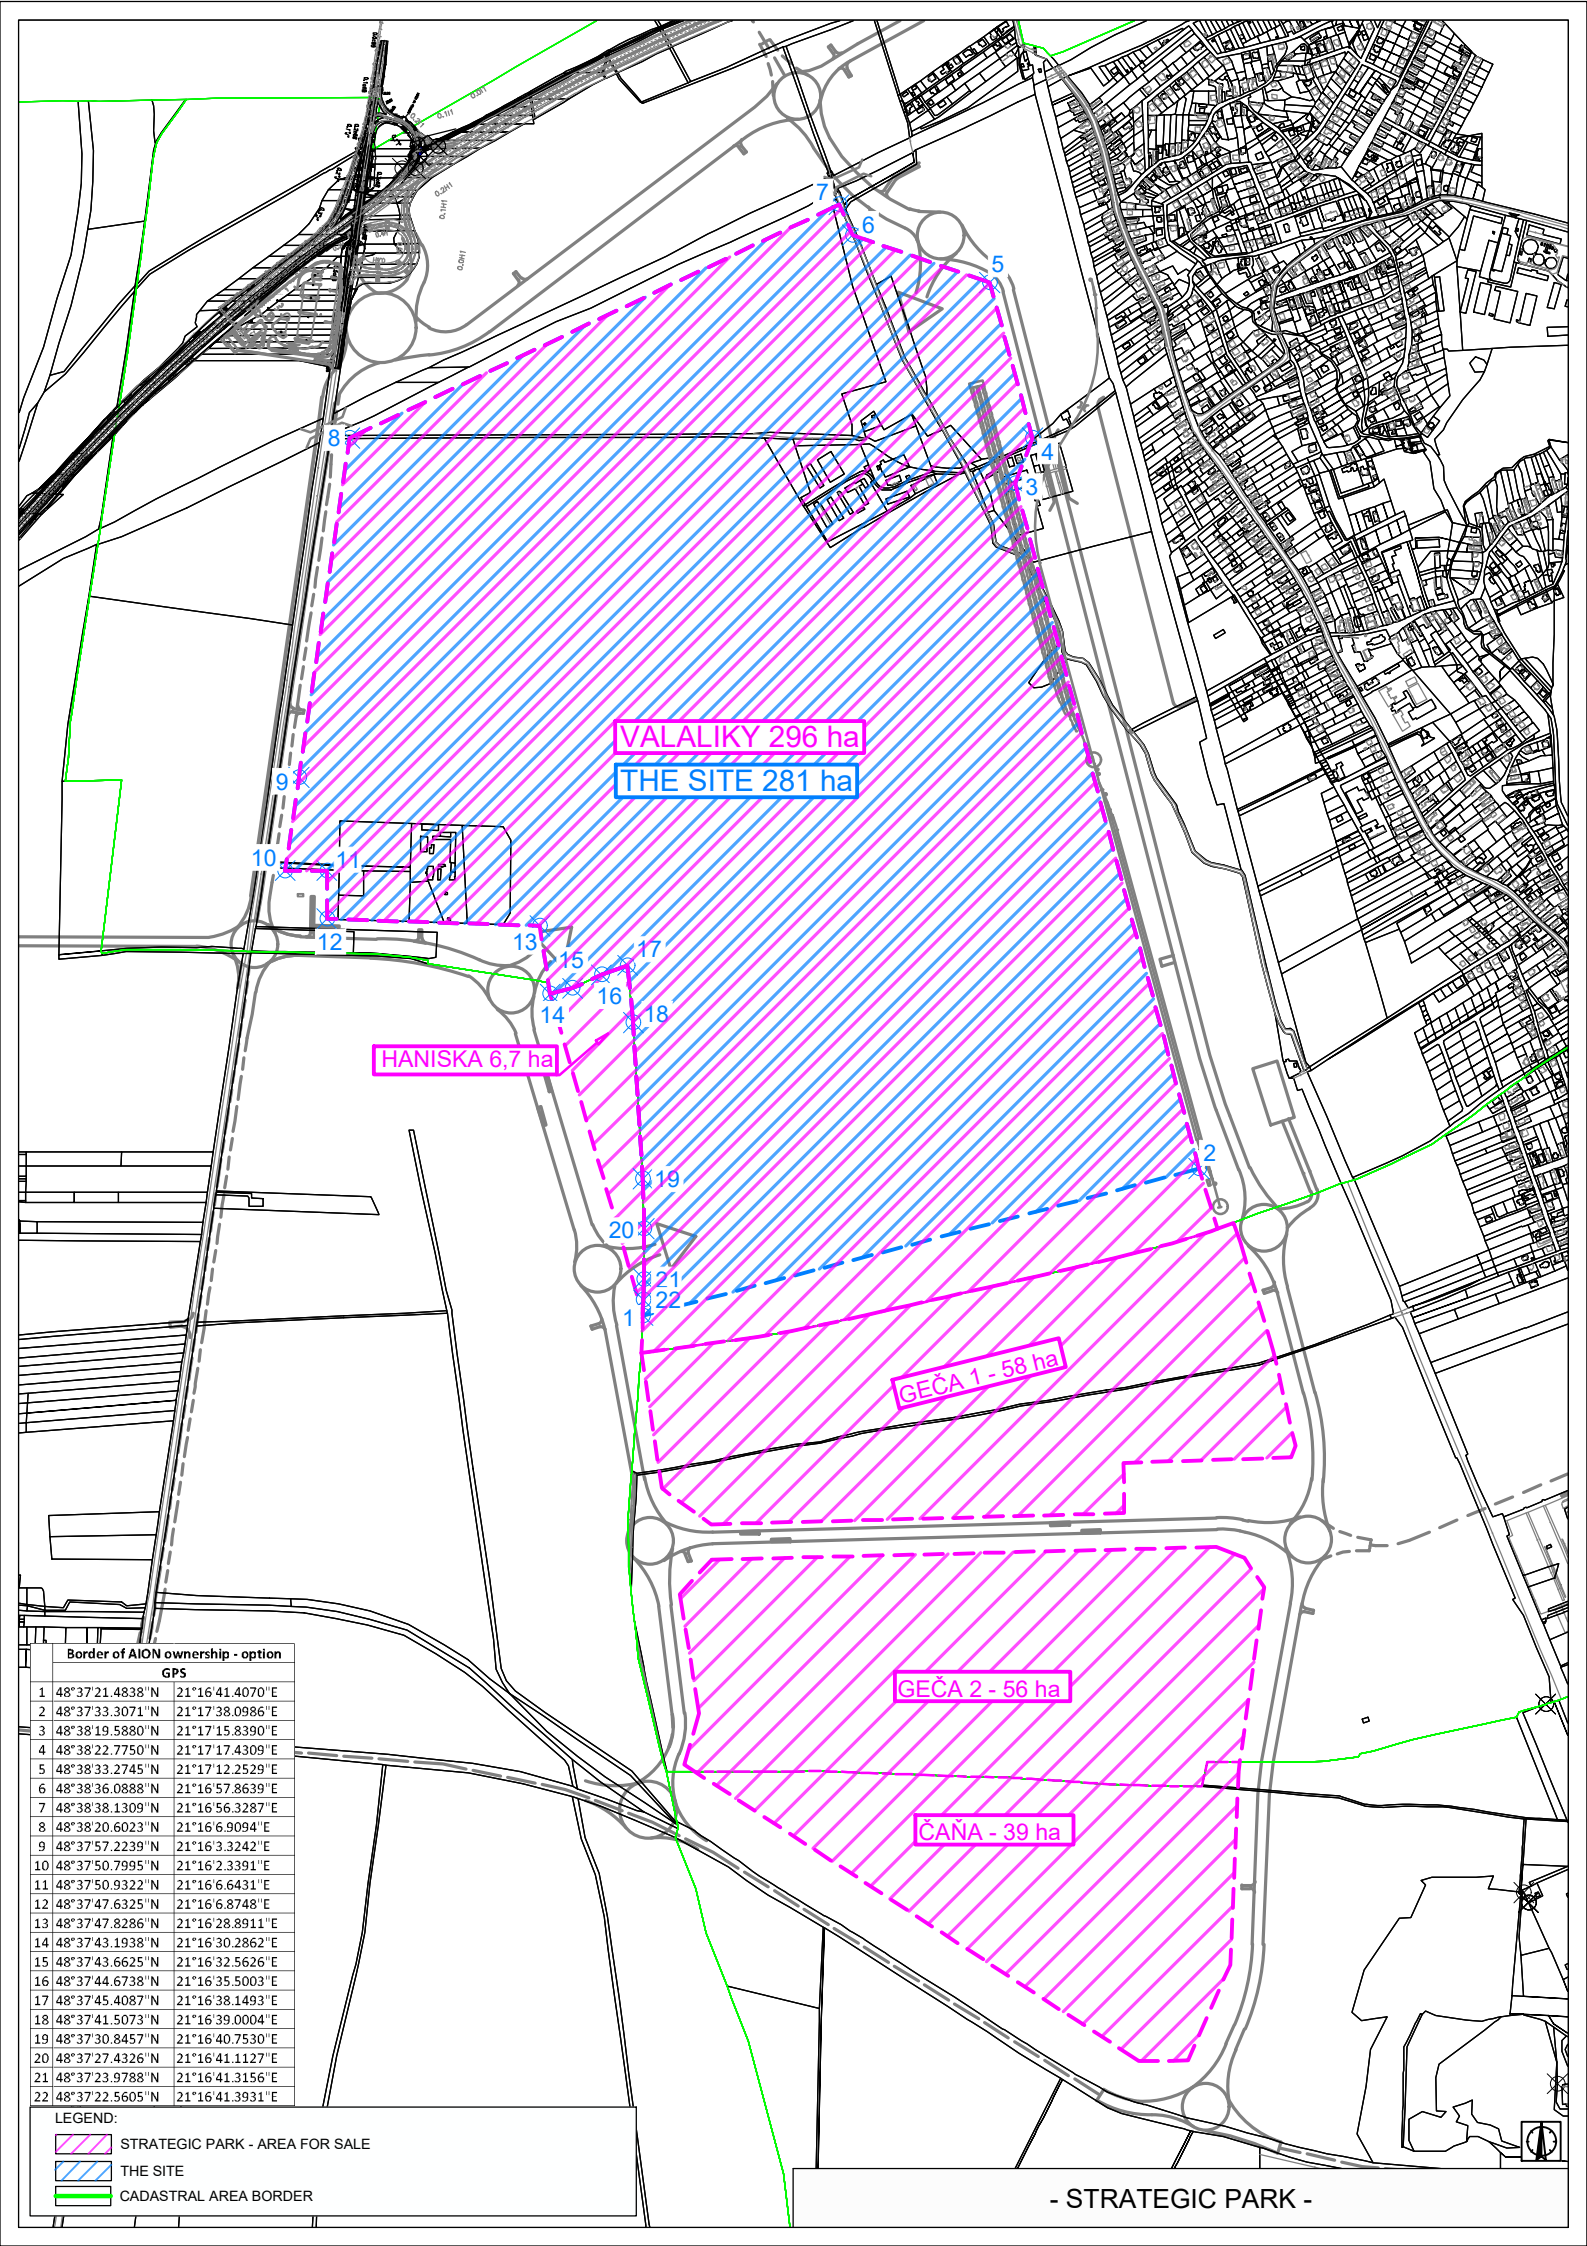 7
6
5
8
4
3
VALALIKY 296 ha
THE SITE 281 ha
9
10
11
12
13
15
17
16
14
18
HANISKA 6,7 ha
2
19
20
21
22
1
GEČA 1 - 58 ha
GEČA 2 - 56 ha
ČAŇA - 39 ha
0.0H1
0.1H1
0.2H1
0.1H1
0.0H1
Border of AION ownership - option
GPS
1 48°37'21.4838''N 21°16'41.4070''E
2 48°37'33.3071''N 21°17'38.0986''E
3 48°38'19.5880''N 21°17'15.8390''E
4 48°38'22.7750''N 21°17'17.4309''E
5 48°38'33.2745''N 21°17'12.2529''E
6 48°38'36.0888''N 21°16'57.8639''E
7 48°38'38.1309''N 21°16'56.3287''E
8 48°38'20.6023''N 21°16'6.9094''E
9 48°37'57.2239''N 21°16'3.3242''E
10 48°37'50.7995''N 21°16'2.3391''E
11 48°37'50.9322''N 21°16'6.6431''E
12 48°37'47.6325''N 21°16'6.8748''E
13 48°37'47.8286''N 21°16'28.8911''E
14 48°37'43.1938''N 21°16'30.2862''E
15 48°37'43.6625''N 21°16'32.5626''E
16 48°37'44.6738''N 21°16'35.5003''E
17 48°37'45.4087''N 21°16'38.1493''E
18 48°37'41.5073''N 21°16'39.0004''E
19 48°37'30.8457''N 21°16'40.7530''E
20 48°37'27.4326''N 21°16'41.1127''E
21 48°37'23.9788''N 21°16'41.3156''E
22 48°37'22.5605''N 21°16'41.3931''E
LEGEND:
STRATEGIC PARK - AREA FOR SALE
THE SITE
CADASTRAL AREA BORDER
- STRATEGIC PARK -